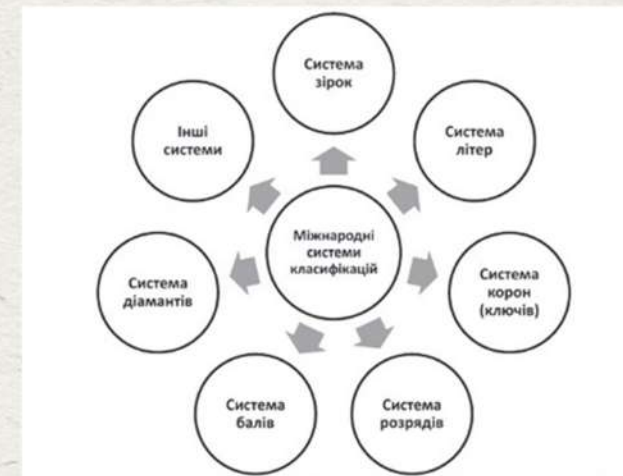 Система
зірок
Система
літер
Система
корон
(ключів)
Система
розрядів
Система
балів
Система
діамантів
Інші
системи
Міжнародні
системи
класифікацій